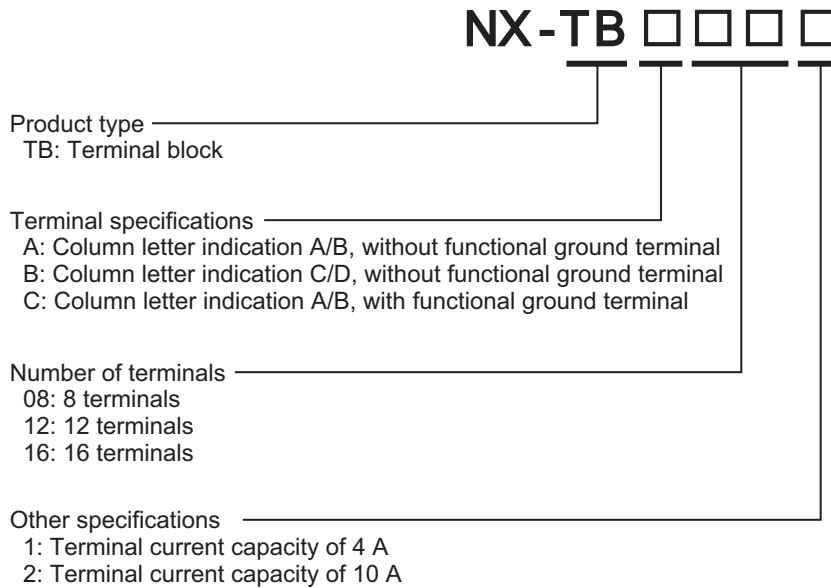 NX-TB □ □ □ □
Product type
TB: Terminal block
Terminal specifications
A: Column letter indication A/B, without functional ground terminal
B: Column letter indication C/D, without functional ground terminal
C: Column letter indication A/B, with functional ground terminal
Number of terminals
08: 8 terminals
12: 12 terminals
16: 16 terminals
Other specifications
1: Terminal current capacity of 4 A
2: Terminal current capacity of 10 A